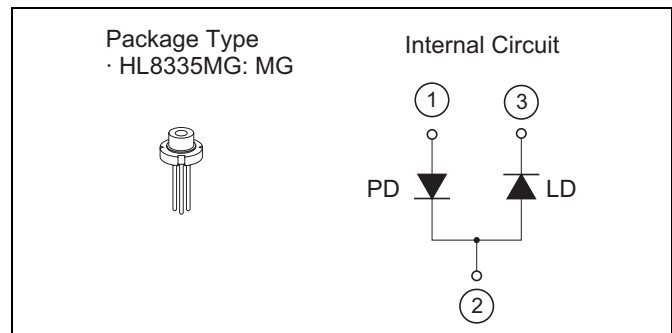 Package Type
· HL8335MG: MG
Internal Circuit
1
3
PD
LD
2